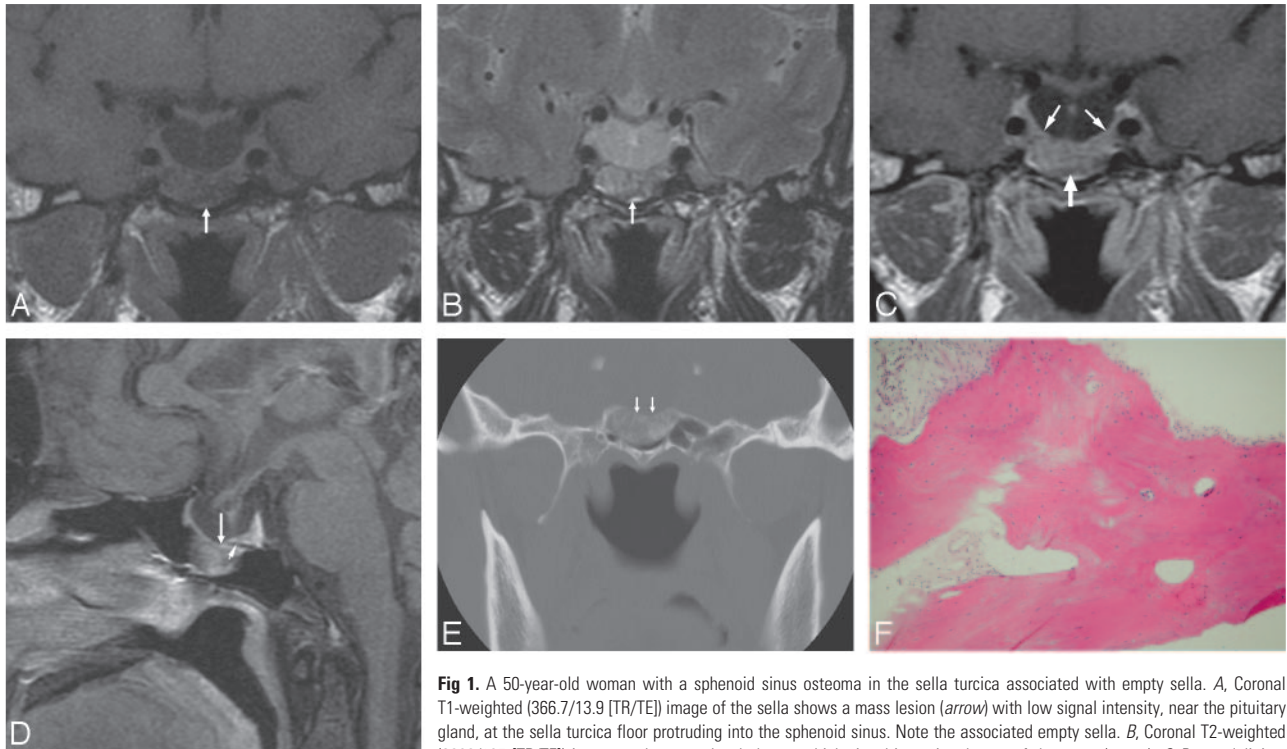 A
B
C
D
E
F
Fig 1. A 50-year-old woman with a sphenoid sinus osteoma in the sella turcica associated with empty sella. A, Coronal
T1-weighted (366.7/13.9 [TR/TE]) image of the sella shows a mass lesion (arrow) with low signal intensity, near the pituitary
gland, at the sella turcica floor protruding into the sphenoid sinus. Note the associated empty sella. B, Coronal T2-weighted